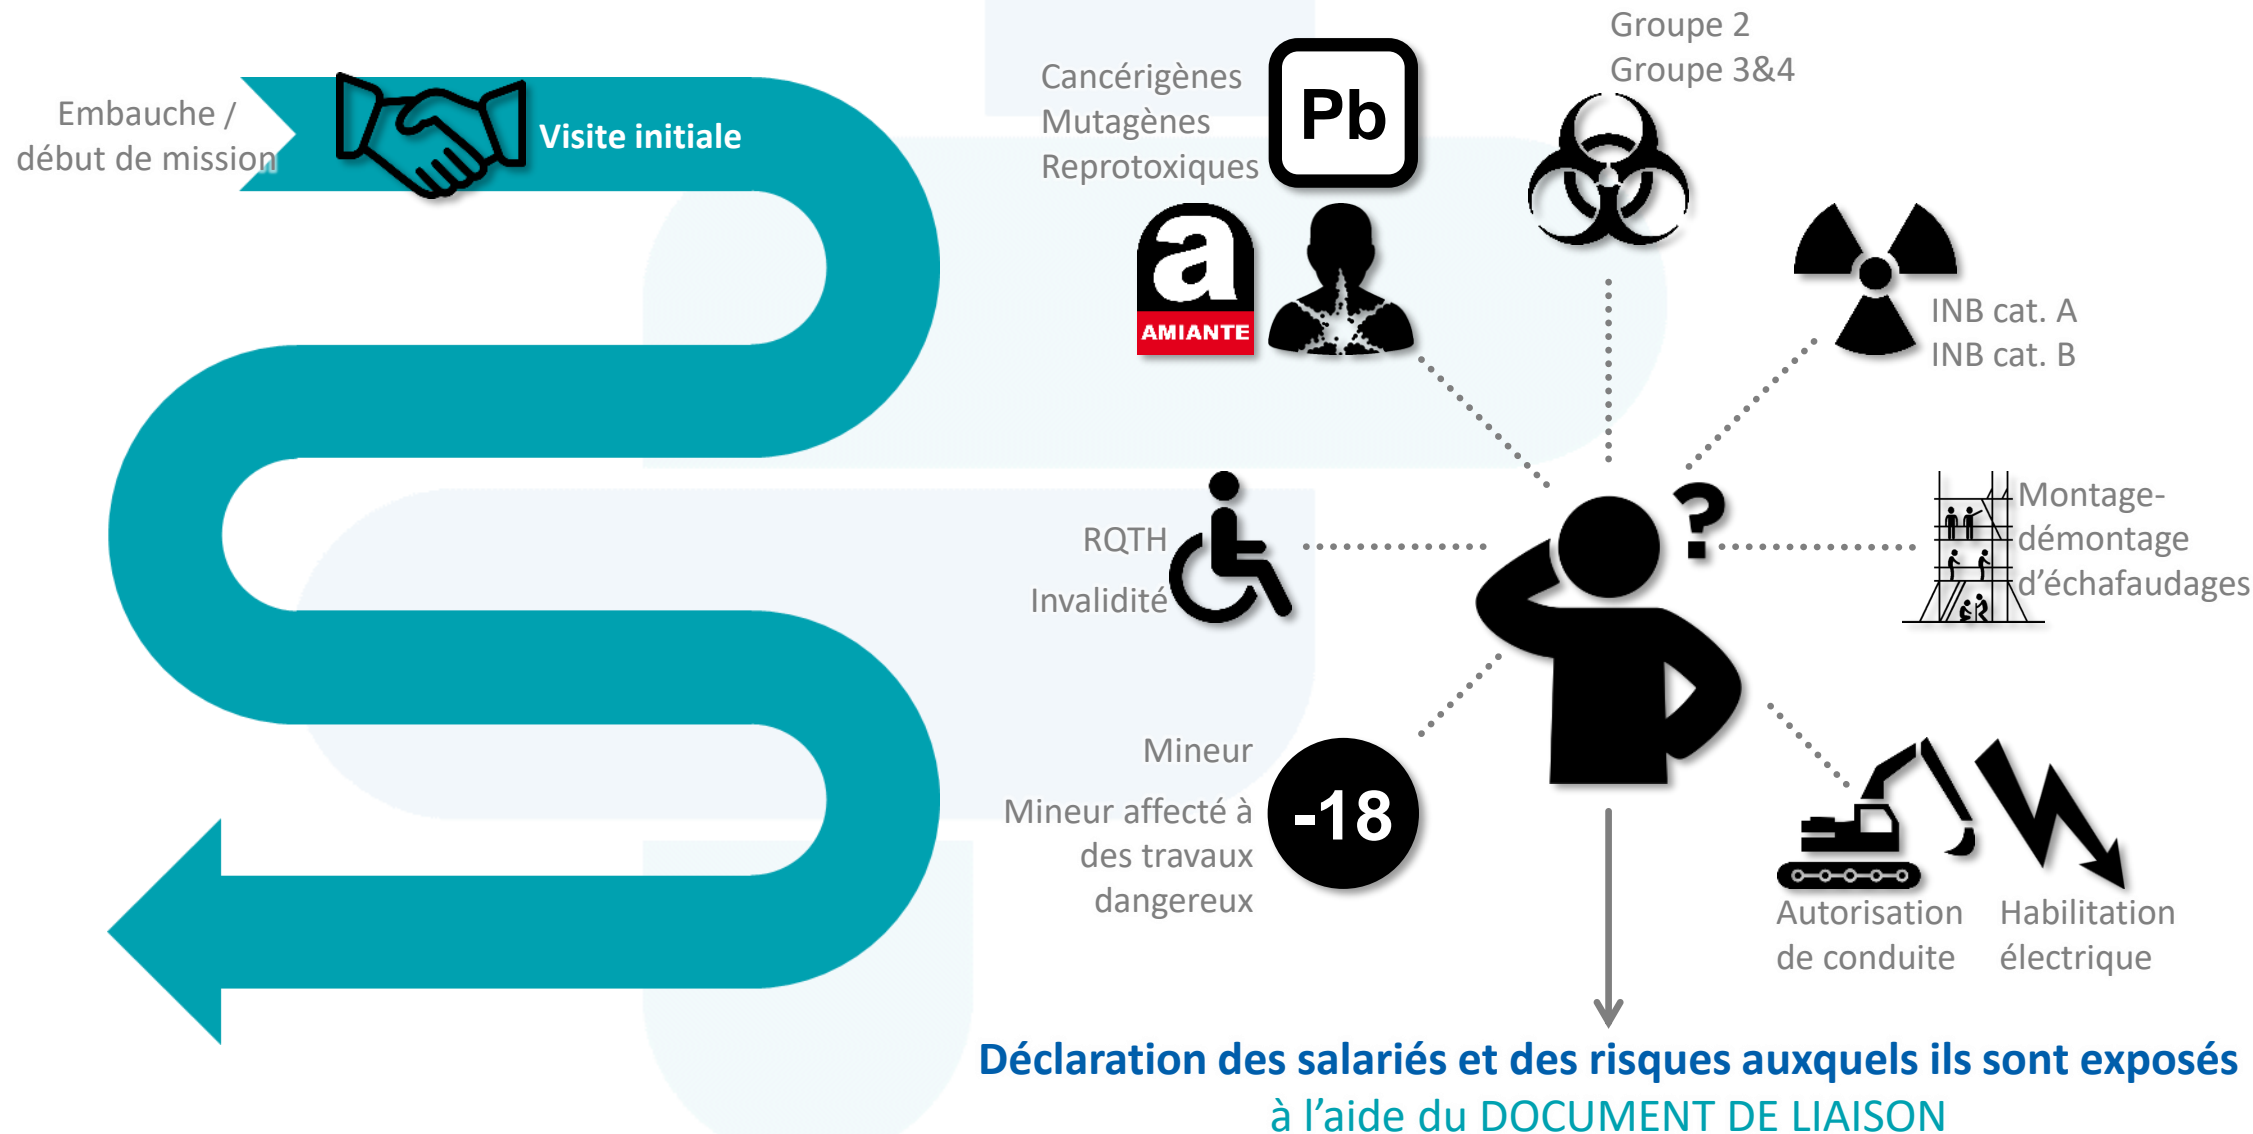 Embauche /
début de mission
Visite initiale
Cancérigènes
Mutagènes
Reprotoxiques
Pb
a
AMIANTE
Groupe 2
Groupe 3&4
INB cat. A
INB cat. B
RQTH
Invalidité
?
Montage-
démontage
d'échafaudages
Mineur
Mineur affecté à
des travaux
dangereux
-18
Autorisation
de conduite
Habilitation
électrique
Déclaration des salariés et des risques auxquels ils sont exposés
à l'aide du DOCUMENT DE LIAISON